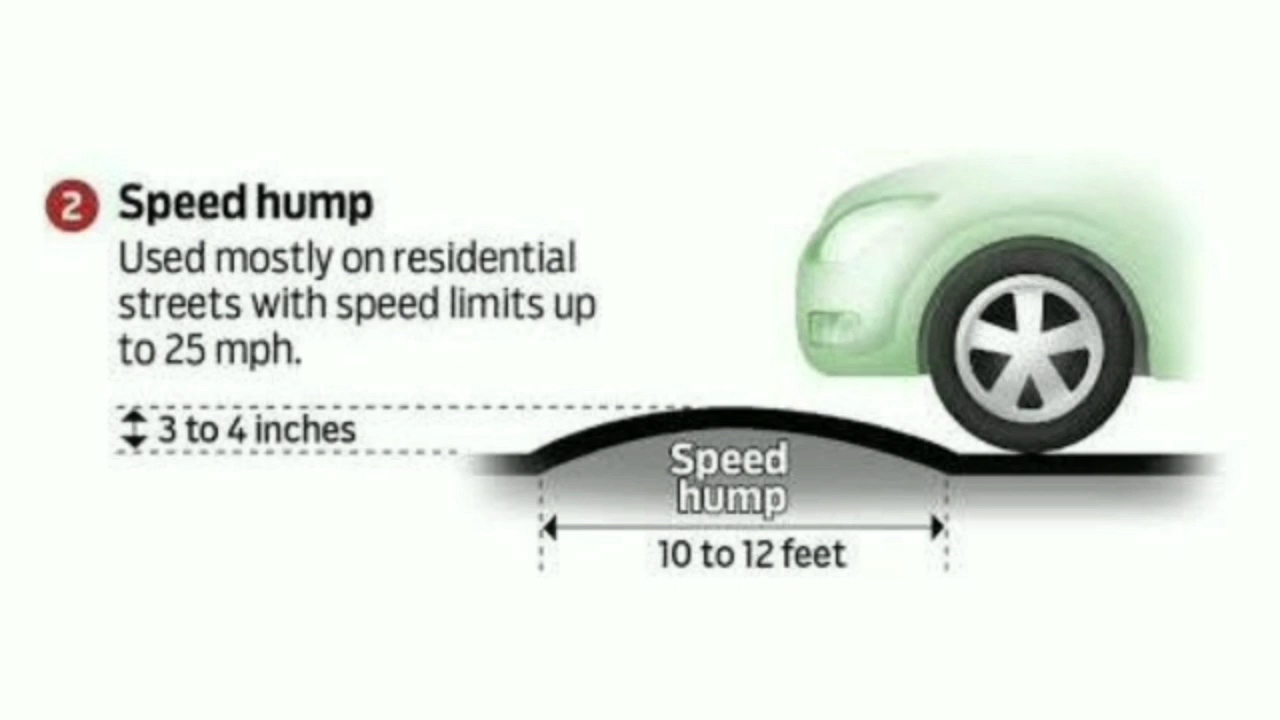 2 Speed hump
Used mostly on residential
streets with speed limits up
to 25 mph.
3 to 4 inches
Speed
hump
10 to 12 feet